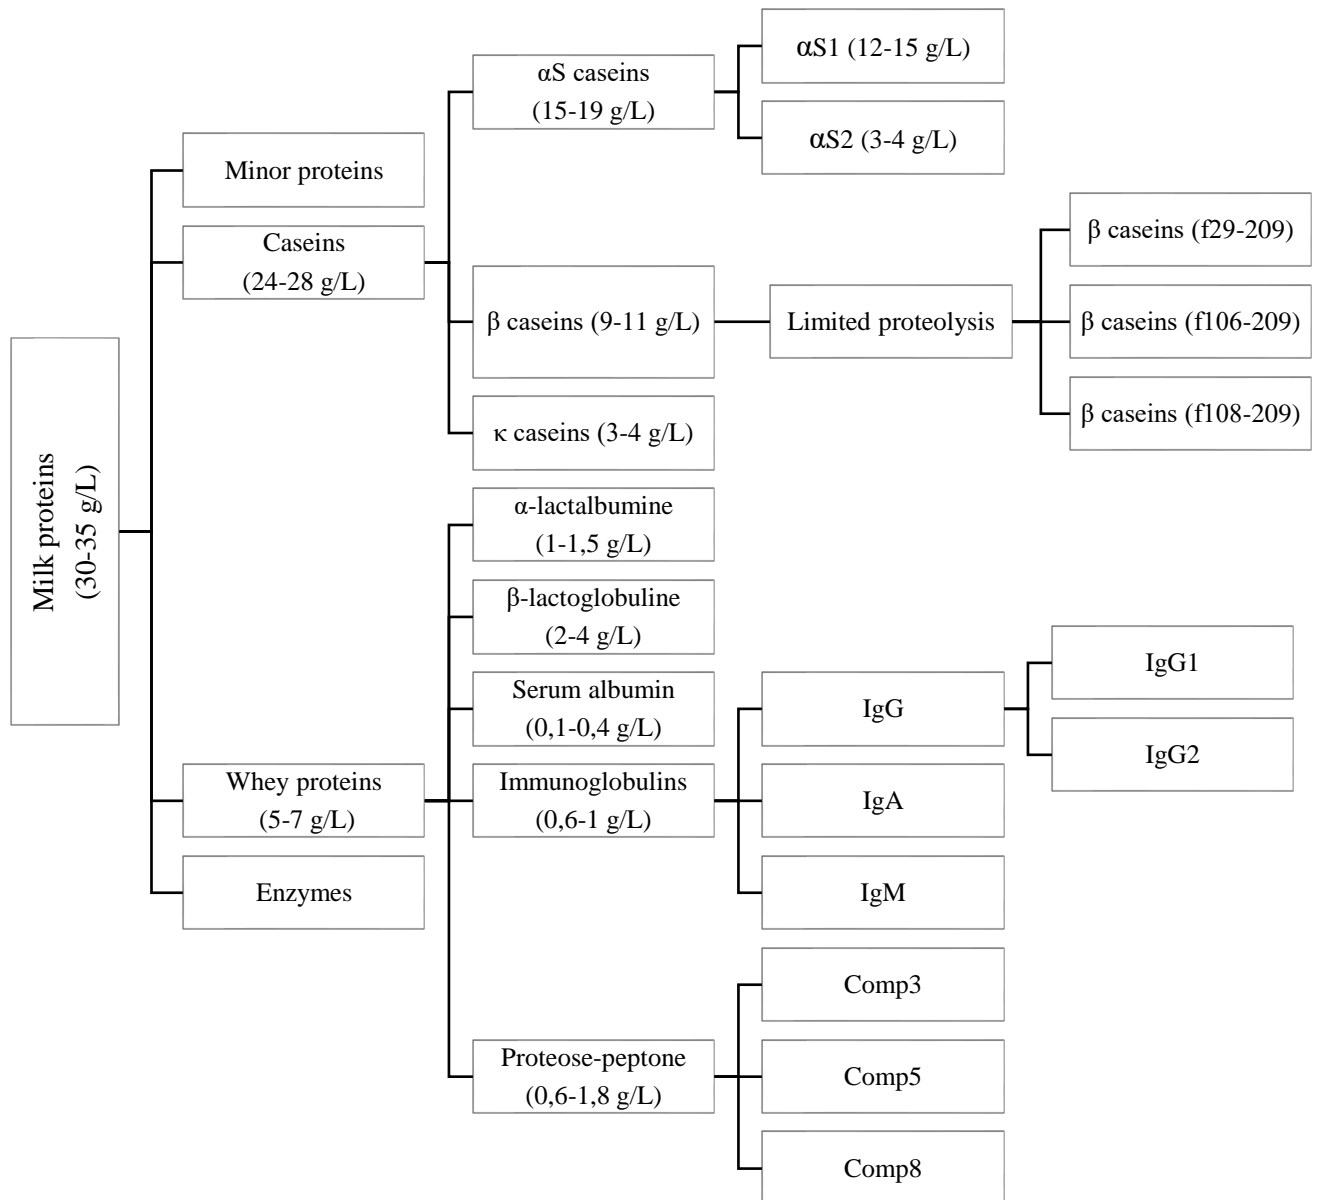 Milk proteins
(30-35 g/L)
Minor proteins
Caseins
(24-28 g/L)
αS caseins
(15-19 g/L)
αS1 (12-15 g/L)
αS2 (3-4 g/L)
β caseins (9-11 g/L)
Limited proteolysis
β caseins (f29-209)
β caseins (f106-209)
β caseins (f108-209)
κ caseins (3-4 g/L)
Whey proteins
(5-7 g/L)
α-lactalbumine
(1-1,5 g/L)
β-lactoglobuline
(2-4 g/L)
Serum albumin
(0,1-0,4 g/L)
Immunoglobulins
(0,6-1 g/L)
IgG
IgG1
IgG2
IgA
IgM
Proteose-peptone
(0,6-1,8 g/L)
Comp3
Comp5
Comp8
Enzymes